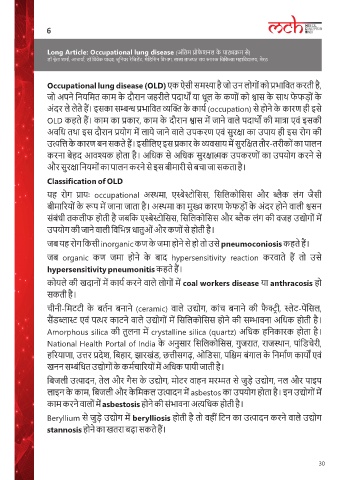 6
mch
Long Article: Occupational lung disease (अंतिम प्रोफेशनल के पाठ्यक्रम से)
Occupational lung disease (OLD) एक ऐसी समस्या है जो उन लोगों को प्रभावित करती है,
जो अपने नियमित काम के दौरान जहरीले पदार्थों या धूल के कणों को श्वास के साथ फेफड़ों के
अंदर ले लेते हैं। इसका सम्बन्ध प्रभावित व्यक्ति के कार्य (occupation) से होने के कारण ही इसे
OLD कहते हैं। काम का प्रकार, काम के दौरान श्वास में जाने वाले पदार्थों की मात्रा एवं इसकी
अवधि तथा इस दौरान प्रयोग में लाये जाने वाले उपकरण एवं सुरक्षा का उपाय ही इस रोग की
उत्पत्ति के कारण बन सकते हैं। इसीलिए इस प्रकार के व्यवसाय में सुरक्षित तौर-तरीकों का पालन
करना बेहद आवश्यक होता है। अधिक से अधिक सुरक्षात्मक उपकरणों का उपयोग करने से
और सुरक्षा नियमों का पालन करने से इस बीमारी से बचा जा सकता है।
Classification of OLD
यह रोग प्रायः occupational अस्थमा, एस्बेस्टोसिस, सिलिकोसिस और ब्लैक लंग जैसी
बीमारियों के रूप में जाना जाता है। अस्थमा का मुख्य कारण फेफड़ों के अंदर होने वाली श्वसन
संबंधी तकलीफ होती है जबकि एस्बेस्टोसिस, सिलिकोसिस और ब्लैक लंग की वजह उद्योगों में
उपयोग की जाने वाली विभिन्न धातुओं और कणों से होती है।
जब यह रोग किसी inorganic कण के जमा होने से हो तो उसे pneumoconiosis कहते हैं।
जब organic कण जमा होने के बाद hypersensitivity reaction करवाते हैं तो उसे
hypersensitivity pneumonitis कहते हैं।
कोयले की खदानों में कार्य करने वाले लोगों में coal workers disease या anthracosis हो
सकती है।
चीनी-मिटटी के बर्तन बनाने (ceramic) वाले उद्योग, कांच बनाने की फैक्ट्री, स्लेट-पेंसिल,
सैंडब्लास्ट एवं पत्थर काटने वाले उद्योगों में सिलिकोसिस होने की सम्भावना अधिक होती है।
Amorphous silica की तुलना में crystalline silica (quartz) अधिक हनिकारक होता है।
National Health Portal of India के अनुसार सिलिकोसिस, गुजरात, राजस्थान, पांडिचेरी,
हरियाणा, उत्तर प्रदेश, बिहार, झारखंड, छत्तीसगढ़, ओडिसा, पश्चिम बंगाल के निर्माण कार्यों एवं
खनन सम्बंधित उद्योगों के कर्मचारियों में अधिक पायी जाती है।
बिजली उत्पादन, तेल और गैस के उद्योग, मोटर वाहन मरम्मत से जुड़े उद्योग, नल और पाइप
लाइन के काम, बिजली और केमिकल उत्पादन में asbestos का उपयोग होता है। इन उद्योगों में
काम करने वालों में asbestosis होने की संभावना अत्यधिक होती है।
Beryllium से जुड़े उद्योग में berylliosis होती है तो वहीं टिन का उत्पादन करने वाले उद्योग
stannosis होने का खतरा बढ़ा सकते हैं।
30